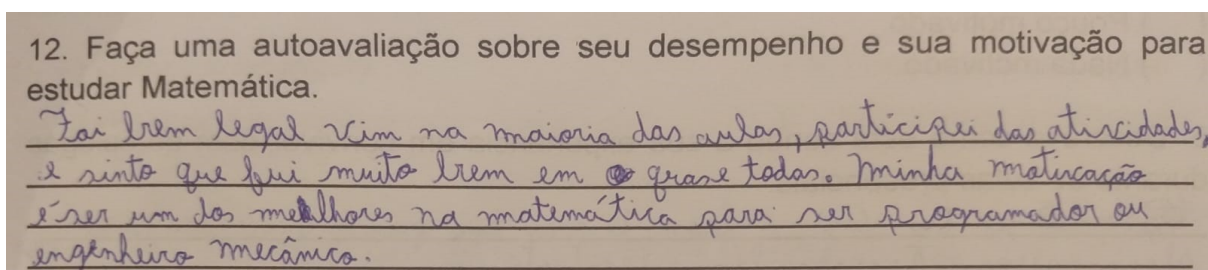 12. Faça uma autoavaliação sobre seu desempenho e sua motivação para
estudar Matemática.
Foi bem legal vim na maioria das aulas, participei das atividades,
e sinto que fui muito bem em quase todas. Minha motivação
é ser um dos melhores na matemática para ser programador ou
engenheiro mecânico.